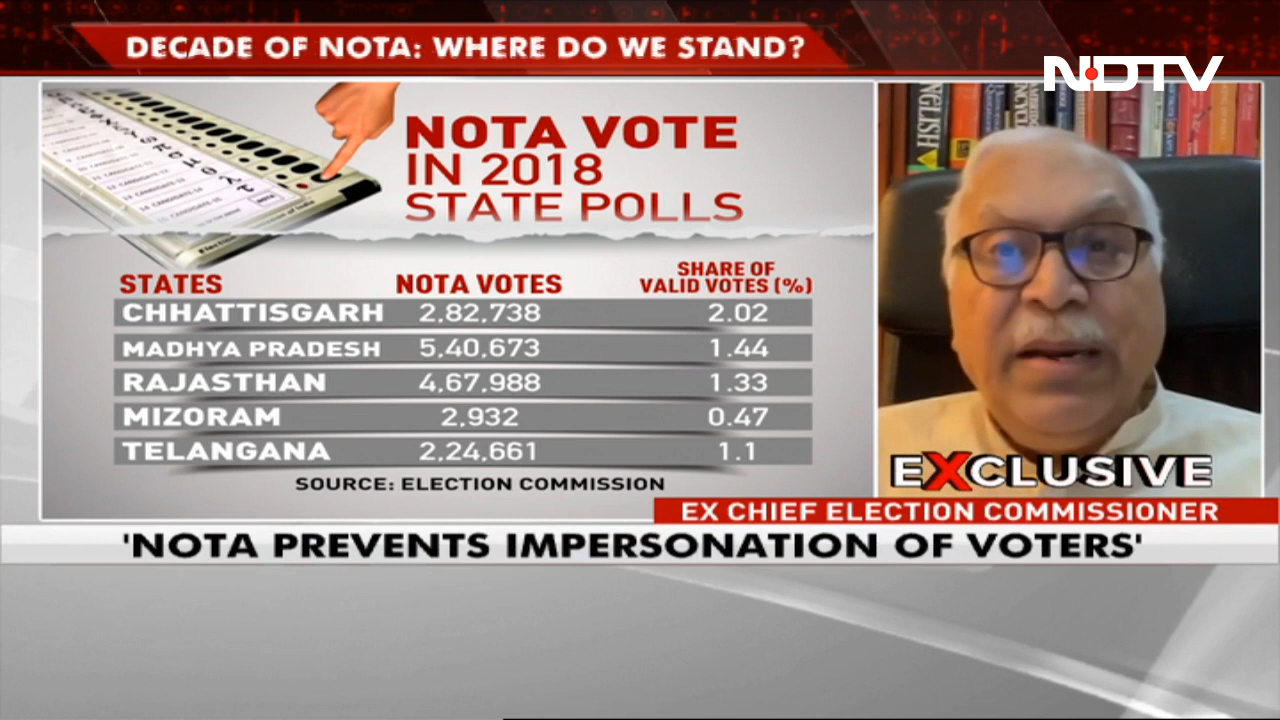 DECADE OF NOTA: WHERE DO WE STAND?
NDTV
NOTA VOTE
IN 2018
STATE POLLS
STATES NOTA VOTES SHARE OF VALID VOTES (%)
CHHATTISGARH 2,82,738 2.02
MADHYA PRADESH 5,40,673 1.44
RAJASTHAN 4,67,988 1.33
MIZORAM 2,932 0.47
TELANGANA 2,24,661 1.1
SOURCE: ELECTION COMMISSION
ENGLISH
EXCLUSIVE
EX CHIEF ELECTION COMMISSIONER
'NOTA PREVENTS IMPERSONATION OF VOTERS'